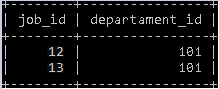 job_id | departament_id
12 | 101
13 | 101